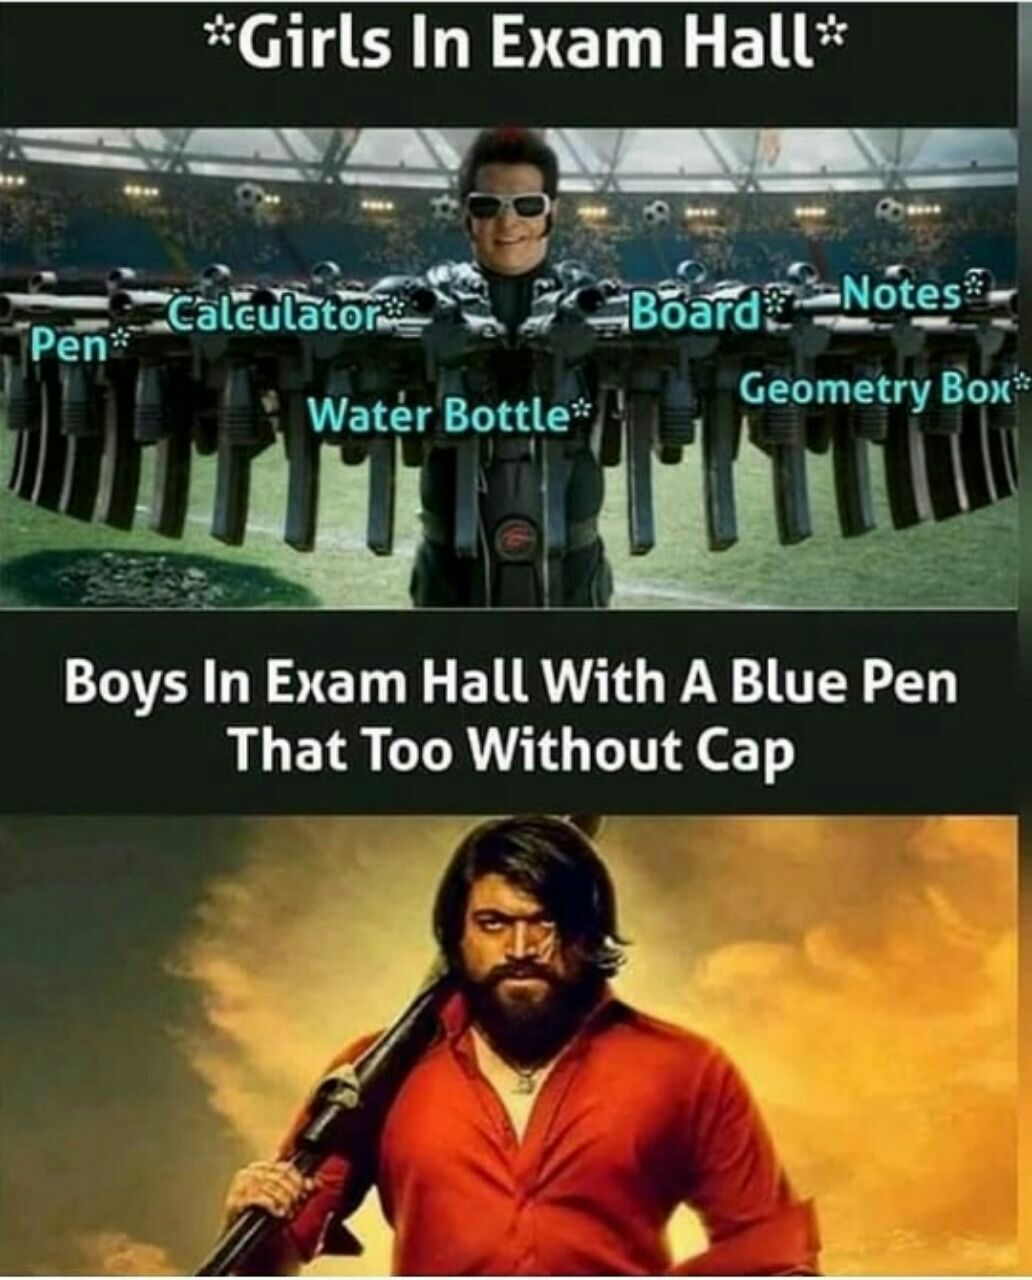 *Girls In Exam Hall*
Calculator*
Board*
Notes*
Pen*
Geometry Box*
Water Bottle*
Boys In Exam Hall With A Blue Pen
That Too Without Cap